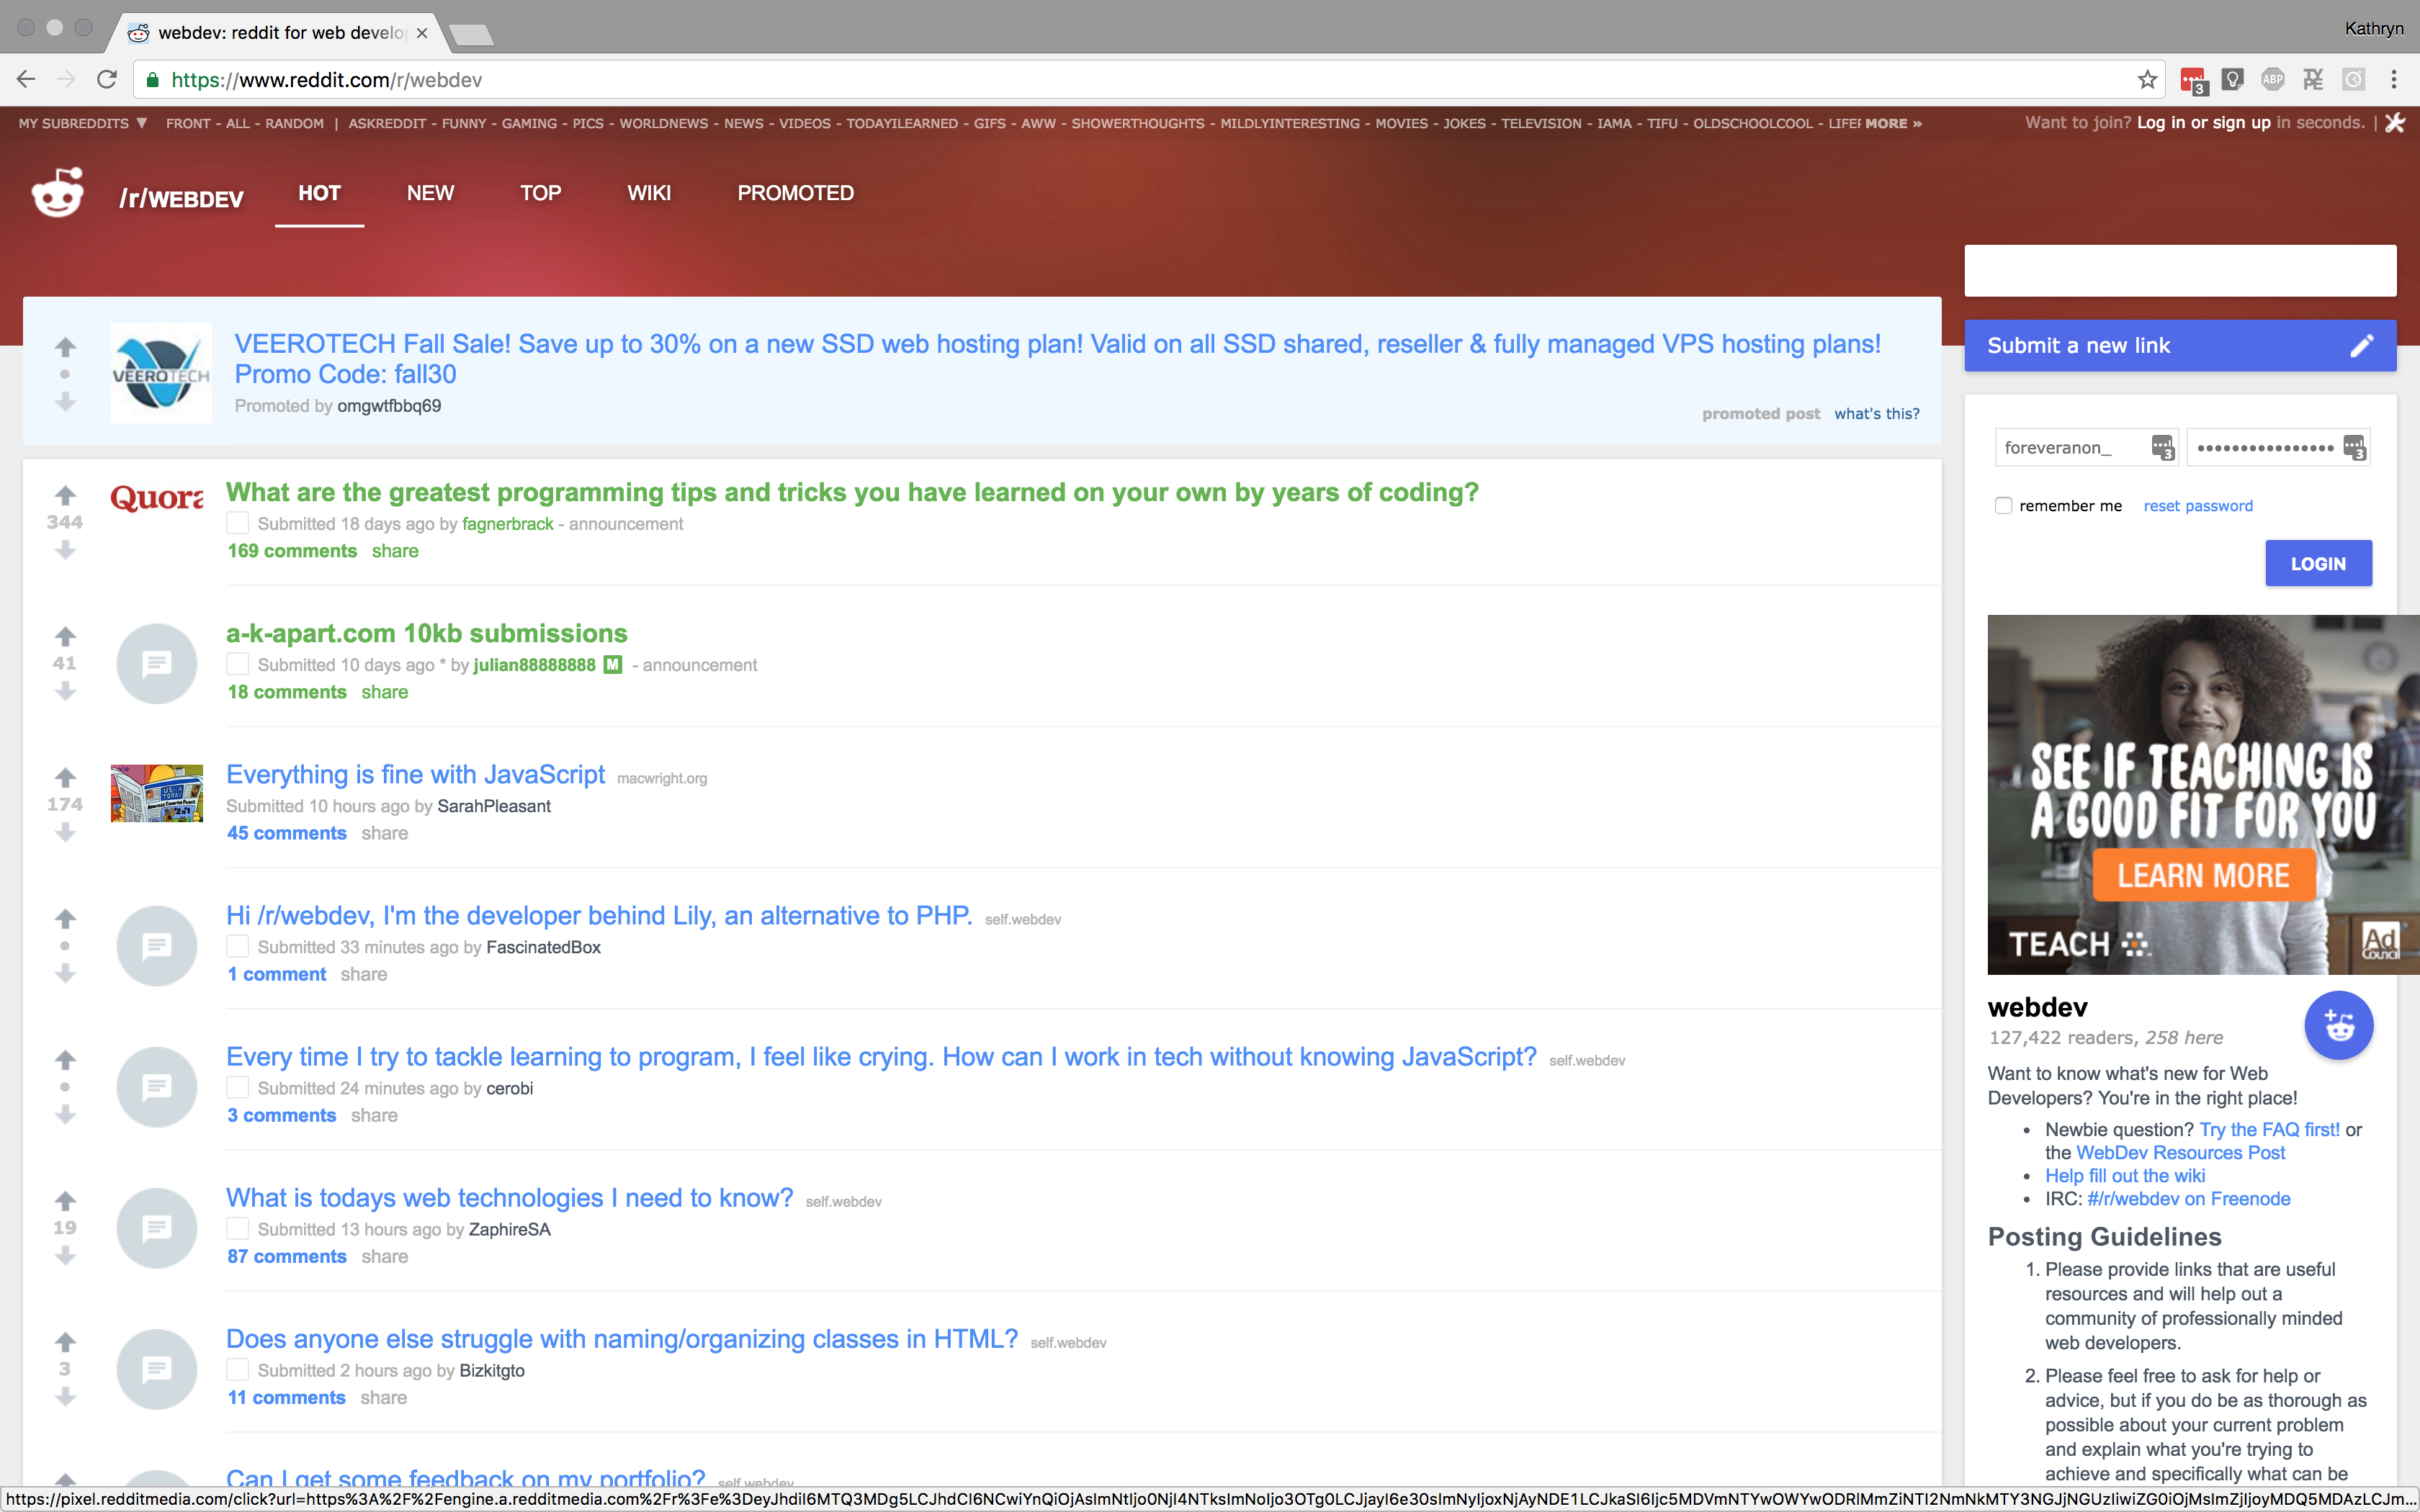 webdev: reddit for web develo
Kathryn
https://www.reddit.com/r/webdev
3
ABP
TYPE
MY SUBREDDITS ▼ FRONT - ALL - RANDOM | ASKREDDIT - FUNNY - GAMING - PICS - WORLDNEWS - NEWS - VIDEOS - TODAYILEARNED - GIFS - AWW - SHOWERTHOUGHTS - MILDLYINTERESTING - MOVIES - JOKES - TELEVISION - IAMA - TIFU - OLDSCHOOLCOOL - LIFE MORE »
Want to join? Log in or sign up in seconds. |
/r/WEBDEV HOT NEW TOP WIKI PROMOTED
VEEROTECH
VEEROTECH Fall Sale! Save up to 30% on a new SSD web hosting plan! Valid on all SSD shared, reseller & fully managed VPS hosting plans!
Promo Code: fall30
Promoted by omgwtfbbq69
promoted post what's this?
344
Quora
What are the greatest programming tips and tricks you have learned on your own by years of coding?
Submitted 18 days ago by fagnerbrack - announcement
169 comments share
41
a-k-apart.com 10kb submissions
Submitted 10 days ago * by julian88888888 M - announcement
18 comments share
174
Everything is fine with JavaScript macwright.org
Submitted 10 hours ago by SarahPleasant
45 comments share
Hi /r/webdev, I'm the developer behind Lily, an alternative to PHP. self.webdev
Submitted 33 minutes ago by FascinatedBox
1 comment share
Every time I try to tackle learning to program, I feel like crying. How can I work in tech without knowing JavaScript? self.webdev
Submitted 24 minutes ago by cerobi
3 comments share
19
What is todays web technologies I need to know? self.webdev
Submitted 13 hours ago by ZaphireSA
87 comments share
3
Does anyone else struggle with naming/organizing classes in HTML? self.webdev
Submitted 2 hours ago by Bizkitgto
11 comments share
Can I get some feedback on my portfolio? self.webdev
Submit a new link
foreveranon_ 3 •••••••••••••••• 3
remember me reset password
LOGIN
SEE IF TEACHING IS
A GOOD FIT FOR YOU
LEARN MORE
TEACH
Ad
Council
webdev
127,422 readers, 258 here
Want to know what's new for Web
Developers? You're in the right place!
• Newbie question? Try the FAQ first! or
the WebDev Resources Post
• Help fill out the wiki
• IRC: #/r/webdev on Freenode
Posting Guidelines
1. Please provide links that are useful
resources and will help out a
community of professionally minded
web developers.
2. Please feel free to ask for help or
advice, but if you do be as thorough as
possible about your current problem
and explain what you're trying to
achieve and specifically what can be